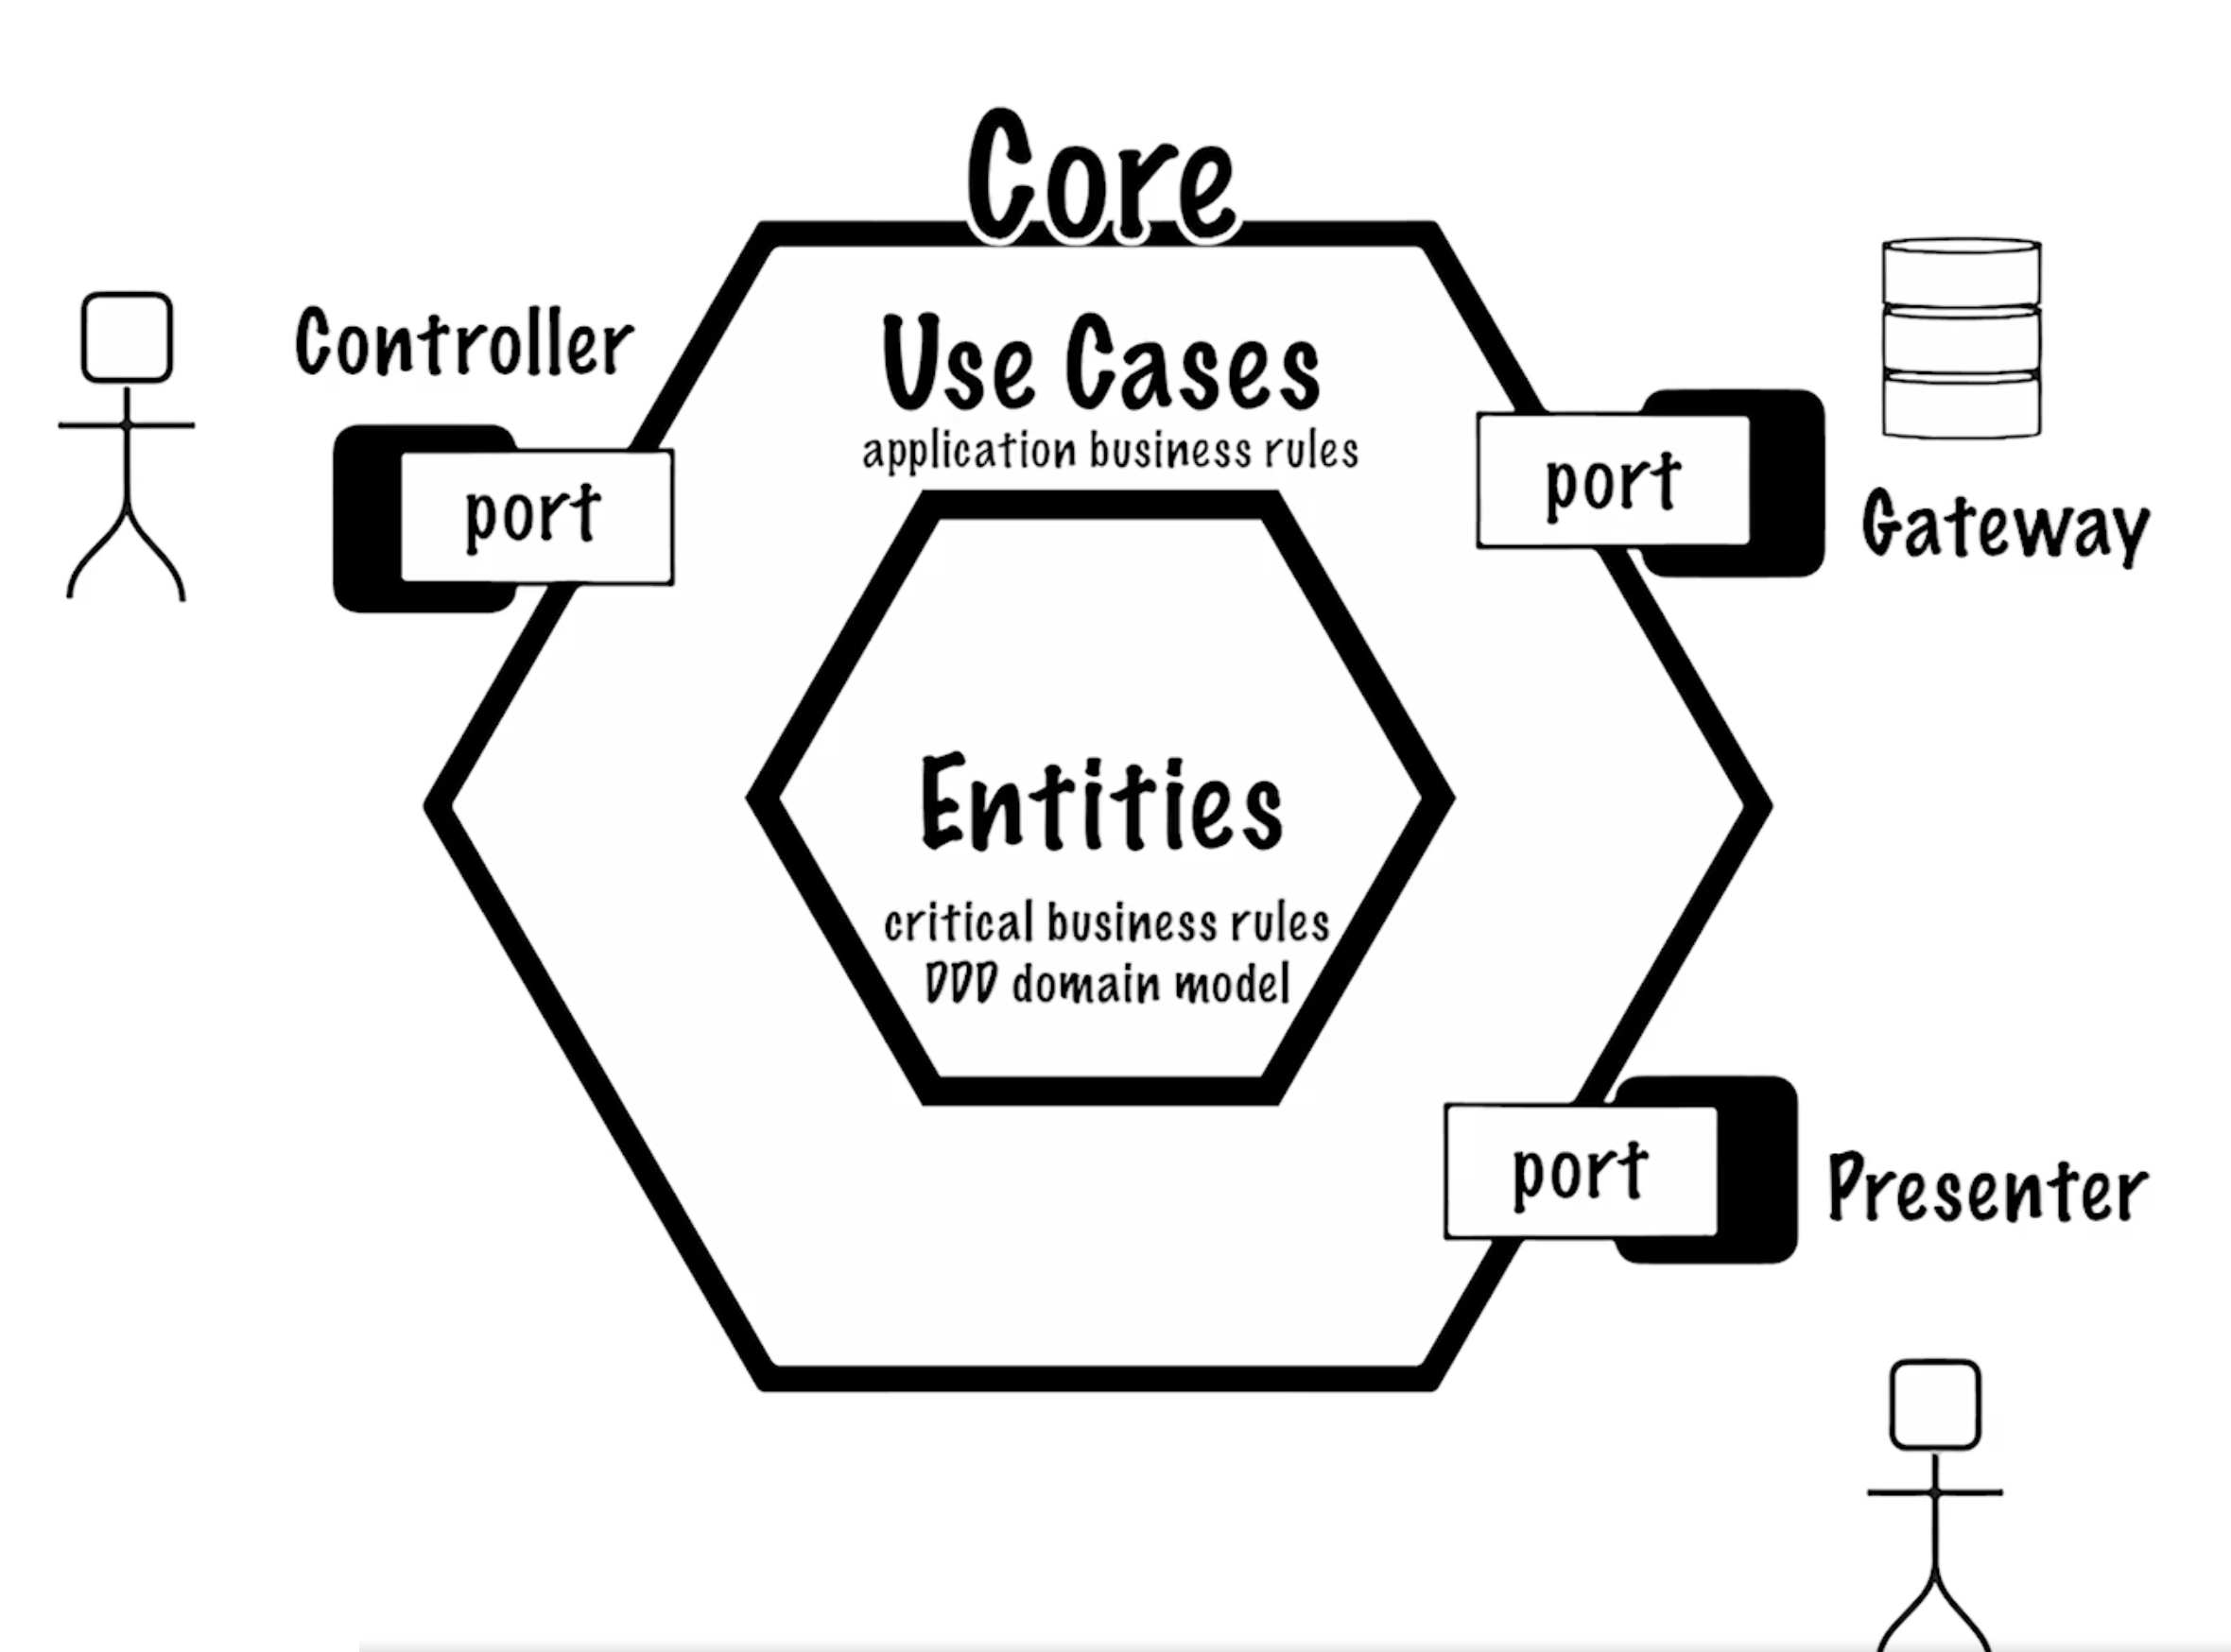 Core
Controller
Use Cases
application business rules
port
port
Gateway
Entities
critical business rules
DDD domain model
port
Presenter